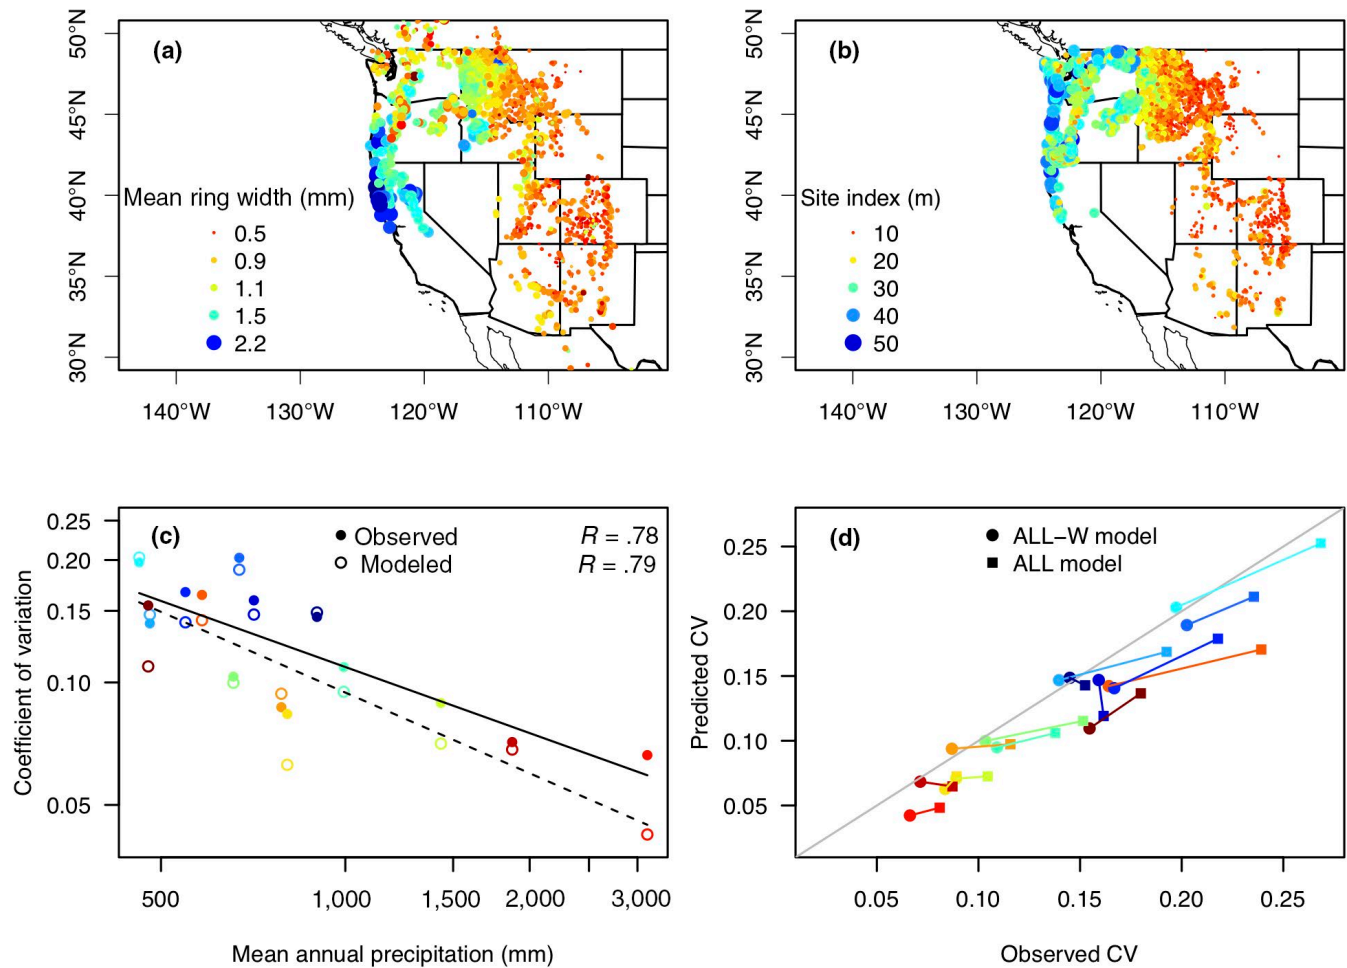 (a)
50°N
45°N
40°N
35°N
30°N
Mean ring width (mm)
0.5
0.9
1.1
1.5
2.2
140°W 130°W 120°W 110°W
(b)
50°N
45°N
40°N
35°N
30°N
Site index (m)
10
20
30
40
50
140°W 130°W 120°W 110°W
(c)
Observed R = .78
Modeled R = .79
Coefficient of variation
0.25
0.20
0.15
0.10
0.05
500 1,000 1,500 2,000 3,000
Mean annual precipitation (mm)
(d)
ALL−W model
ALL model
Predicted CV
0.25
0.20
0.15
0.10
0.05
0.05 0.10 0.15 0.20 0.25
Observed CV